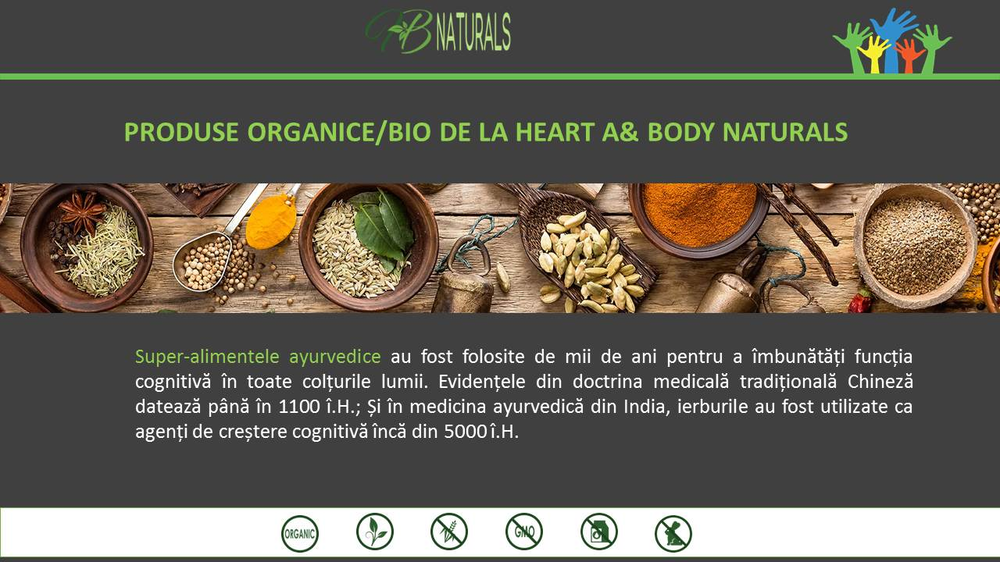 HB NATURALS
PRODUSE ORGANICE/BIO DE LA HEART A& BODY NATURALS
Super-alimentele ayurvedice au fost folosite de mii de ani pentru a îmbunătăți funcția
cognitivă în toate colțurile lumii. Evidențele din doctrina medicală tradițională Chineză
datează până în 1100 î.H.; Și în medicina ayurvedică din India, ierburile au fost utilizate ca
agenți de creștere cognitivă încă din 5000 î.H.
ORGANIC
GMO